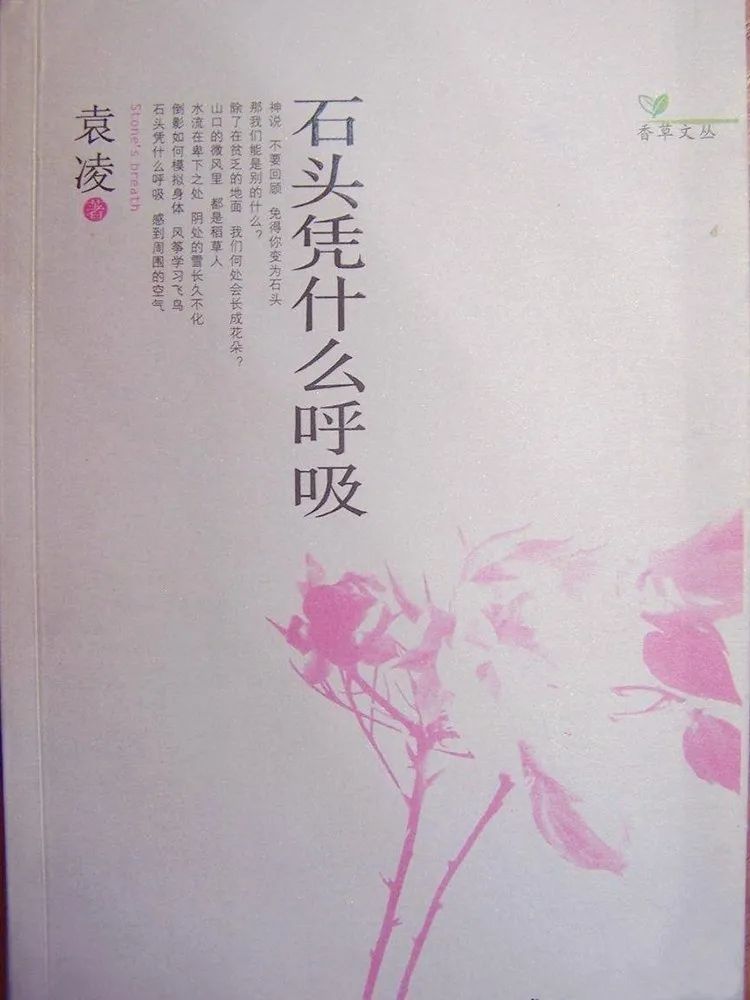 香草文丛
石头凭什么呼吸
神说 不要回顾 免得你变为石头
那我们能是别的什么？
除了在贫乏的地面 我们何处会长成花朵？
山口的微风里 都是稻草人
水流在卑下之处 阴处的雪长久不化
倒影如何模拟身体 风筝学习飞鸟
石头凭什么呼吸 感到周围的空气
Stone's breath
袁凌
著